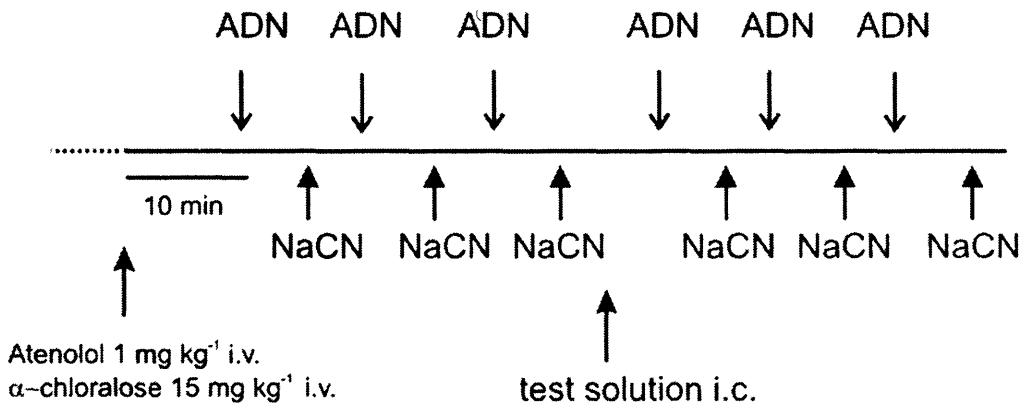 ADN ADN ADN ADN ADN ADN
10 min
NaCN NaCN NaCN NaCN NaCN NaCN
Atenolol 1 mg kg⁻¹ i.v.
α–chloralose 15 mg kg⁻¹ i.v.
test solution i.c.